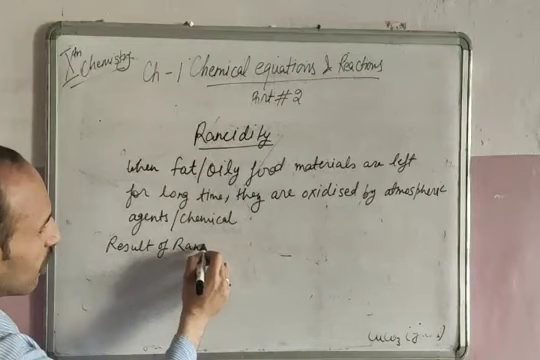 Xth Chemistry
Ch-1 Chemical equations & Reactions
Part #2
Rancidity
When fat/oily food materials are left
for long time, they are oxidised by atmospheric
agents/chemical
Result of Ranc